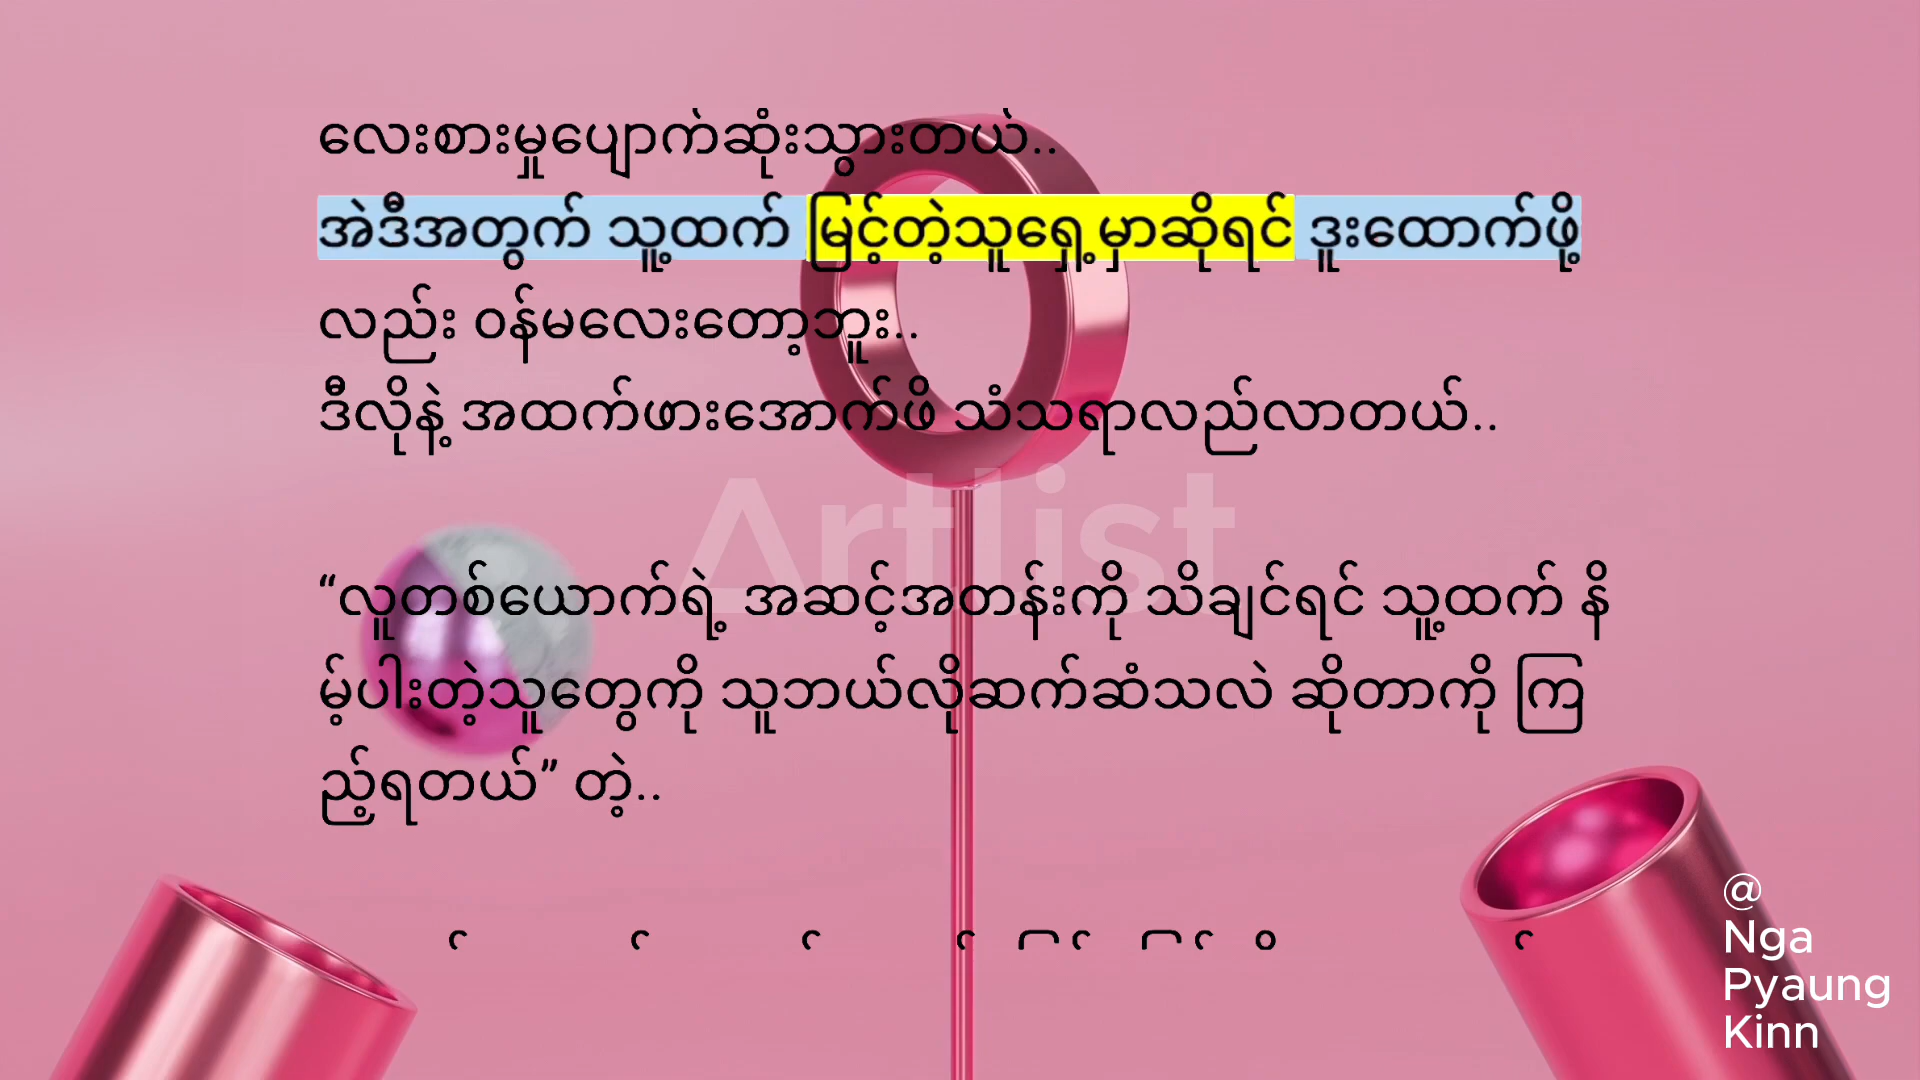 လေးစားမှုပျောက်ဆုံးသွားတယ်..
အဲဒီအတွက် သူ့ထက် မြင့်တဲ့သူရှေ့မှာဆိုရင် ဒူးထောက်ဖို့
လည်း ဝန်မလေးတော့ဘူး..
ဒီလိုနဲ့ အထက်ဖားအောက်ဖိ သံသရာလည်လာတယ်..
Artlist
“လူတစ်ယောက်ရဲ့ အဆင့်အတန်းကို သိချင်ရင် သူ့ထက် နိ
မ့်ပါးတဲ့သူတွေကို သူဘယ်လိုဆက်ဆံသလဲ ဆိုတာကို ကြ
ည့်ရတယ်” တဲ့..
@
Nga
Pyaung
Kinn